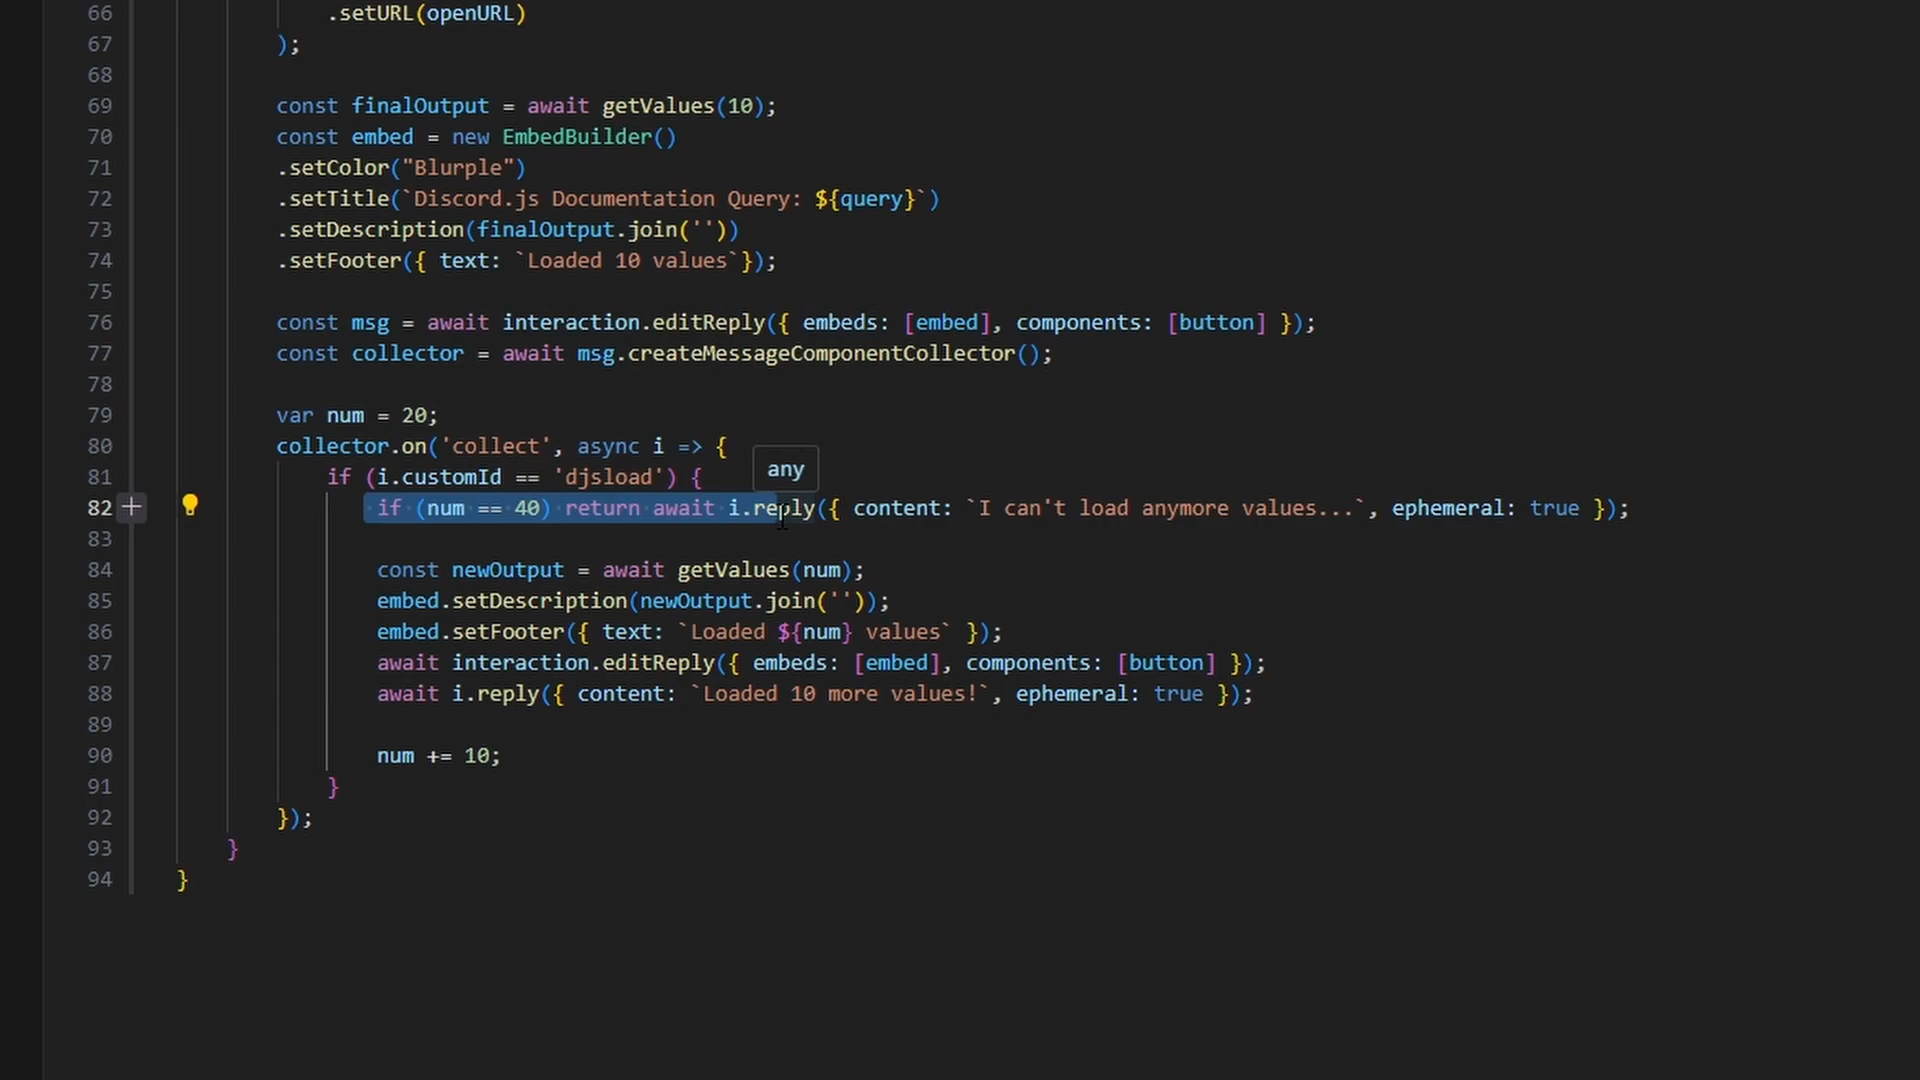 66 .setURL(openURL)
67 );
68
69 const finalOutput = await getValues(10);
70 const embed = new EmbedBuilder()
71 .setColor("Blurple")
72 .setTitle(`Discord.js Documentation Query: ${query}`)
73 .setDescription(finalOutput.join(''))
74 .setFooter({ text: `Loaded 10 values`});
75
76 const msg = await interaction.editReply({ embeds: [embed], components: [button] });
77 const collector = await msg.createMessageComponentCollector();
78
79 var num = 20;
80 collector.on('collect', async i => {
any
81 if (i.customId == 'djsload') {
82 if (num == 40) return await i.reply({ content: `I can't load anymore values...`, ephemeral: true });
83
84 const newOutput = await getValues(num);
85 embed.setDescription(newOutput.join(''));
86 embed.setFooter({ text: `Loaded ${num} values` });
87 await interaction.editReply({ embeds: [embed], components: [button] });
88 await i.reply({ content: `Loaded 10 more values!`, ephemeral: true });
89
90 num += 10;
91 }
92 });
93 }
94 }